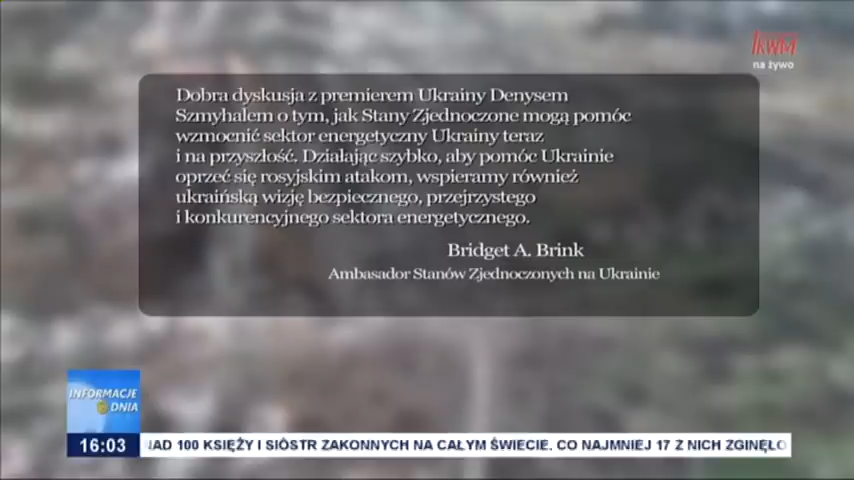 TRWAM
na żywo
Dobra dyskusja z premierem Ukrainy Denysem
Szmyhalem o tym, jak Stany Zjednoczone mogą pomóc
wzmocnić sektor energetyczny Ukrainy teraz
i na przyszłość. Działając szybko, aby pomóc Ukrainie
oprzeć się rosyjskim atakom, wspieramy również
ukraińską wizję bezpiecznego, przejrzystego
i konkurencyjnego sektora energetycznego.
Bridget A. Brink
Ambasador Stanów Zjednoczonych na Ukrainie
INFORMACJE
DNIA
16:03
NAD 100 KSIĘŻY I SIÓSTR ZAKONNYCH NA CAŁYM ŚWIECIE. CO NAJMNIEJ 17 Z NICH ZGINĘŁO